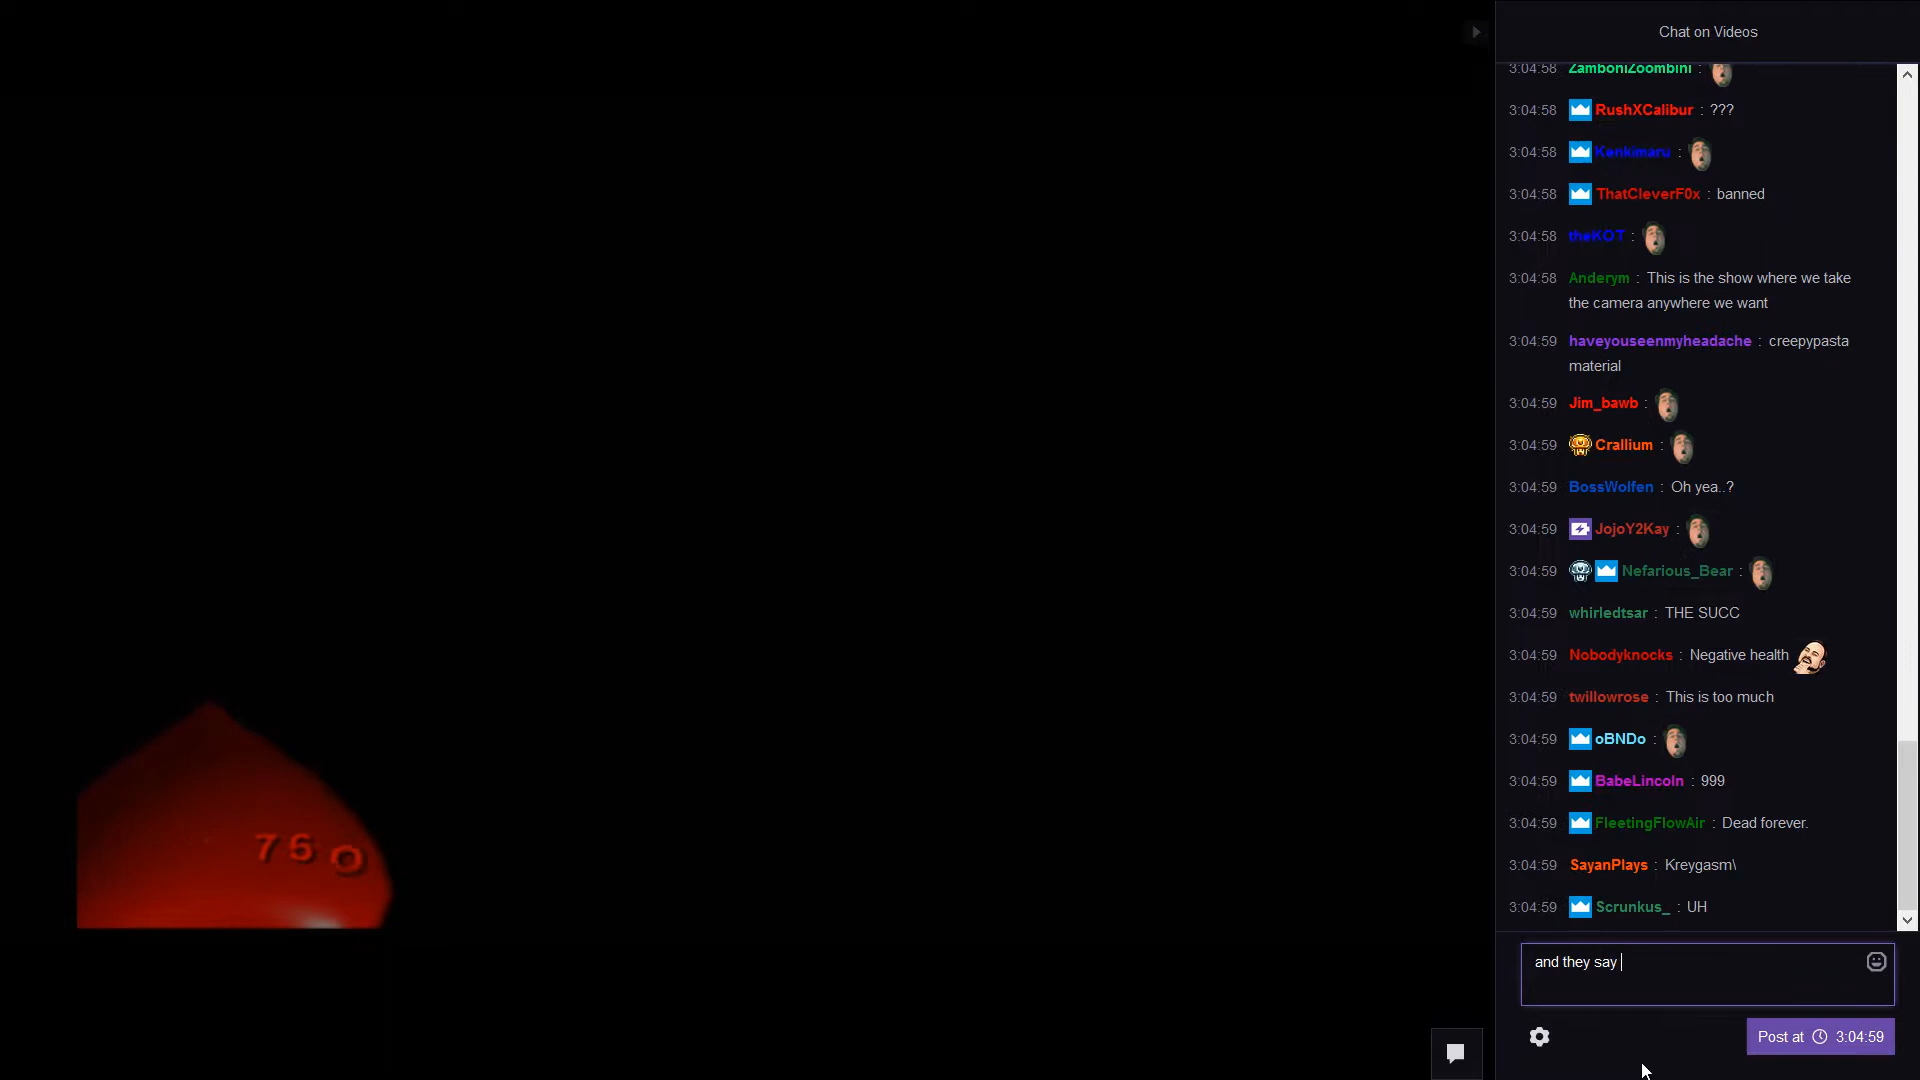 Chat on Videos
3:04:58 ZamboniZoombini :
3:04:58 RushXCalibur : ???
3:04:58 Kenkimaru :
3:04:58 ThatCleverF0x : banned
3:04:58 theKOT :
3:04:58 Anderym : This is the show where we take
the camera anywhere we want
3:04:59 haveyouseenmyheadache : creepypasta
material
3:04:59 Jim_bawb :
3:04:59 Crallium :
3:04:59 BossWolfen : Oh yea..?
3:04:59 JojoY2Kay :
3:04:59 Nefarious_Bear :
3:04:59 whirledtsar : THE SUCC
3:04:59 Nobodyknocks : Negative health
3:04:59 twillowrose : This is too much
3:04:59 oBNDo :
3:04:59 BabeLincoln : 999
3:04:59 FleetingFlowAir : Dead forever.
3:04:59 SayanPlays : Kreygasm\
3:04:59 Scrunkus_ : UH
750
and they say
Post at 3:04:59